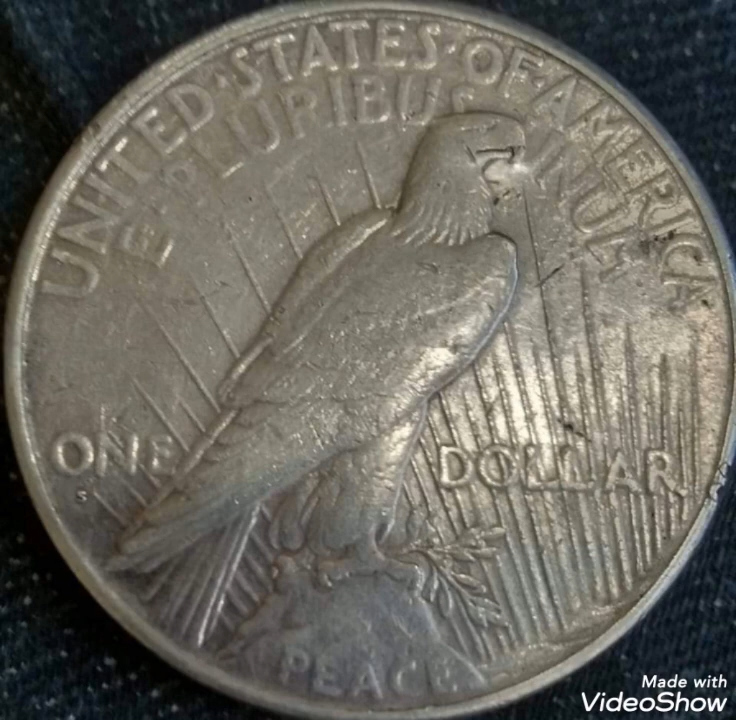 UNITED·STATES·OF·AMERICA
E·PLURIBUS UNUM
ONE DOLLAR
S
PEACE
Made with
VideoShow